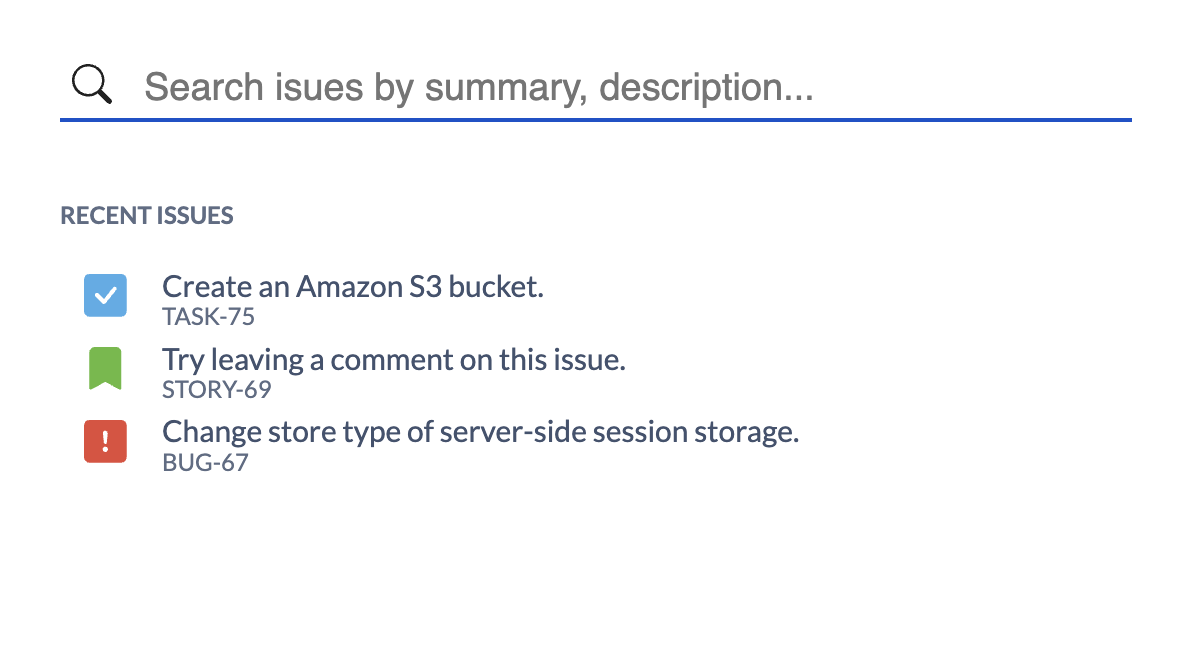 Search isues by summary, description...
RECENT ISSUES
Create an Amazon S3 bucket.
TASK-75
Try leaving a comment on this issue.
STORY-69
Change store type of server-side session storage.
BUG-67